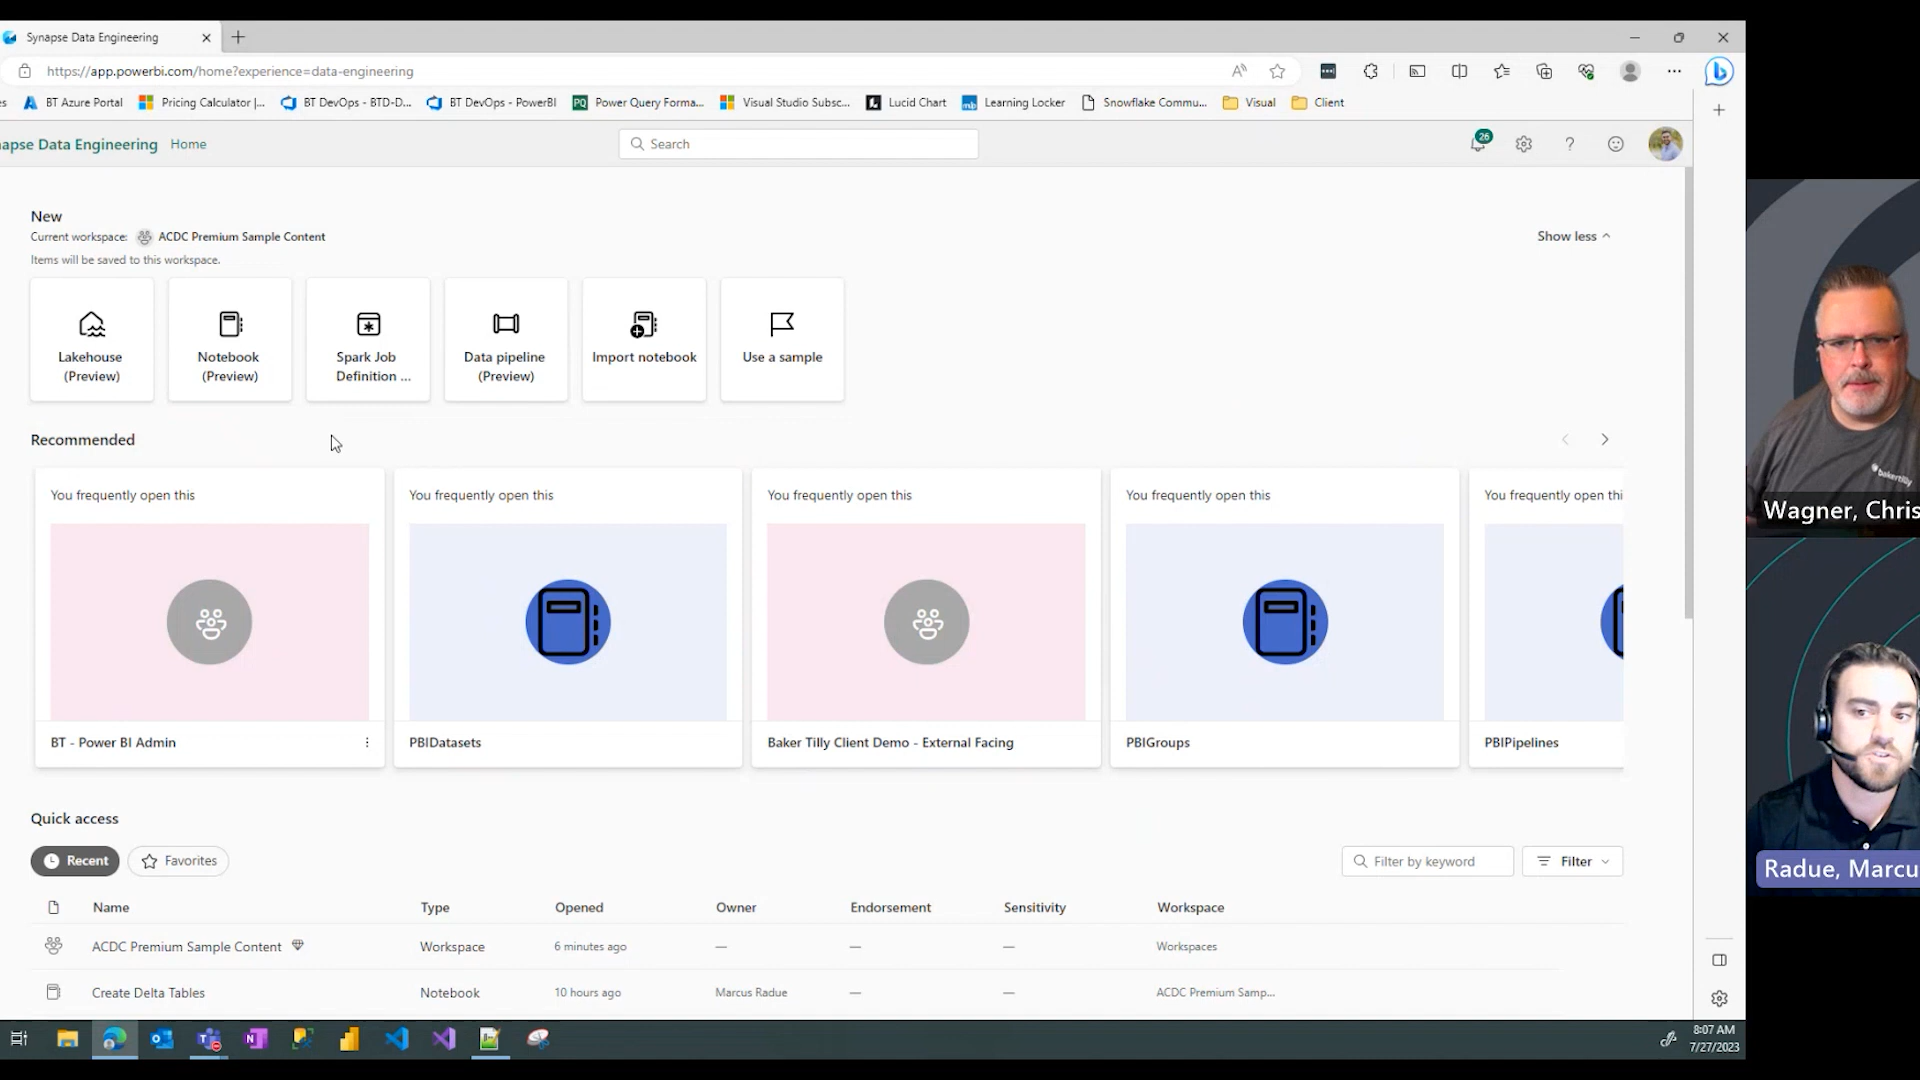 Synapse Data Engineering
https://app.powerbi.com/home?experience=data-engineering
es BT Azure Portal Pricing Calculator |... BT DevOps - BTD-D... BT DevOps - PowerBI Power Query Forma... Visual Studio Subsc... Lucid Chart Learning Locker Snowflake Commu... Visual Client
napse Data Engineering Home Search 26
New
Current workspace: ACDC Premium Sample Content Show less
Items will be saved to this workspace.
Lakehouse (Preview)
Notebook (Preview)
Spark Job Definition ...
Data pipeline (Preview)
Import notebook
Use a sample
Recommended
You frequently open this
BT - Power BI Admin
You frequently open this
PBIDatasets
You frequently open this
Baker Tilly Client Demo - External Facing
You frequently open this
PBIGroups
You frequently open thi
PBIPipelines
Quick access
Recent Favorites Filter by keyword Filter
Name Type Opened Owner Endorsement Sensitivity Workspace
ACDC Premium Sample Content Workspace 6 minutes ago — — — Workspaces
Create Delta Tables Notebook 10 hours ago Marcus Radue — — ACDC Premium Samp...
8:07 AM
7/27/2023
bakertilly
Wagner, Chris
Radue, Marcu